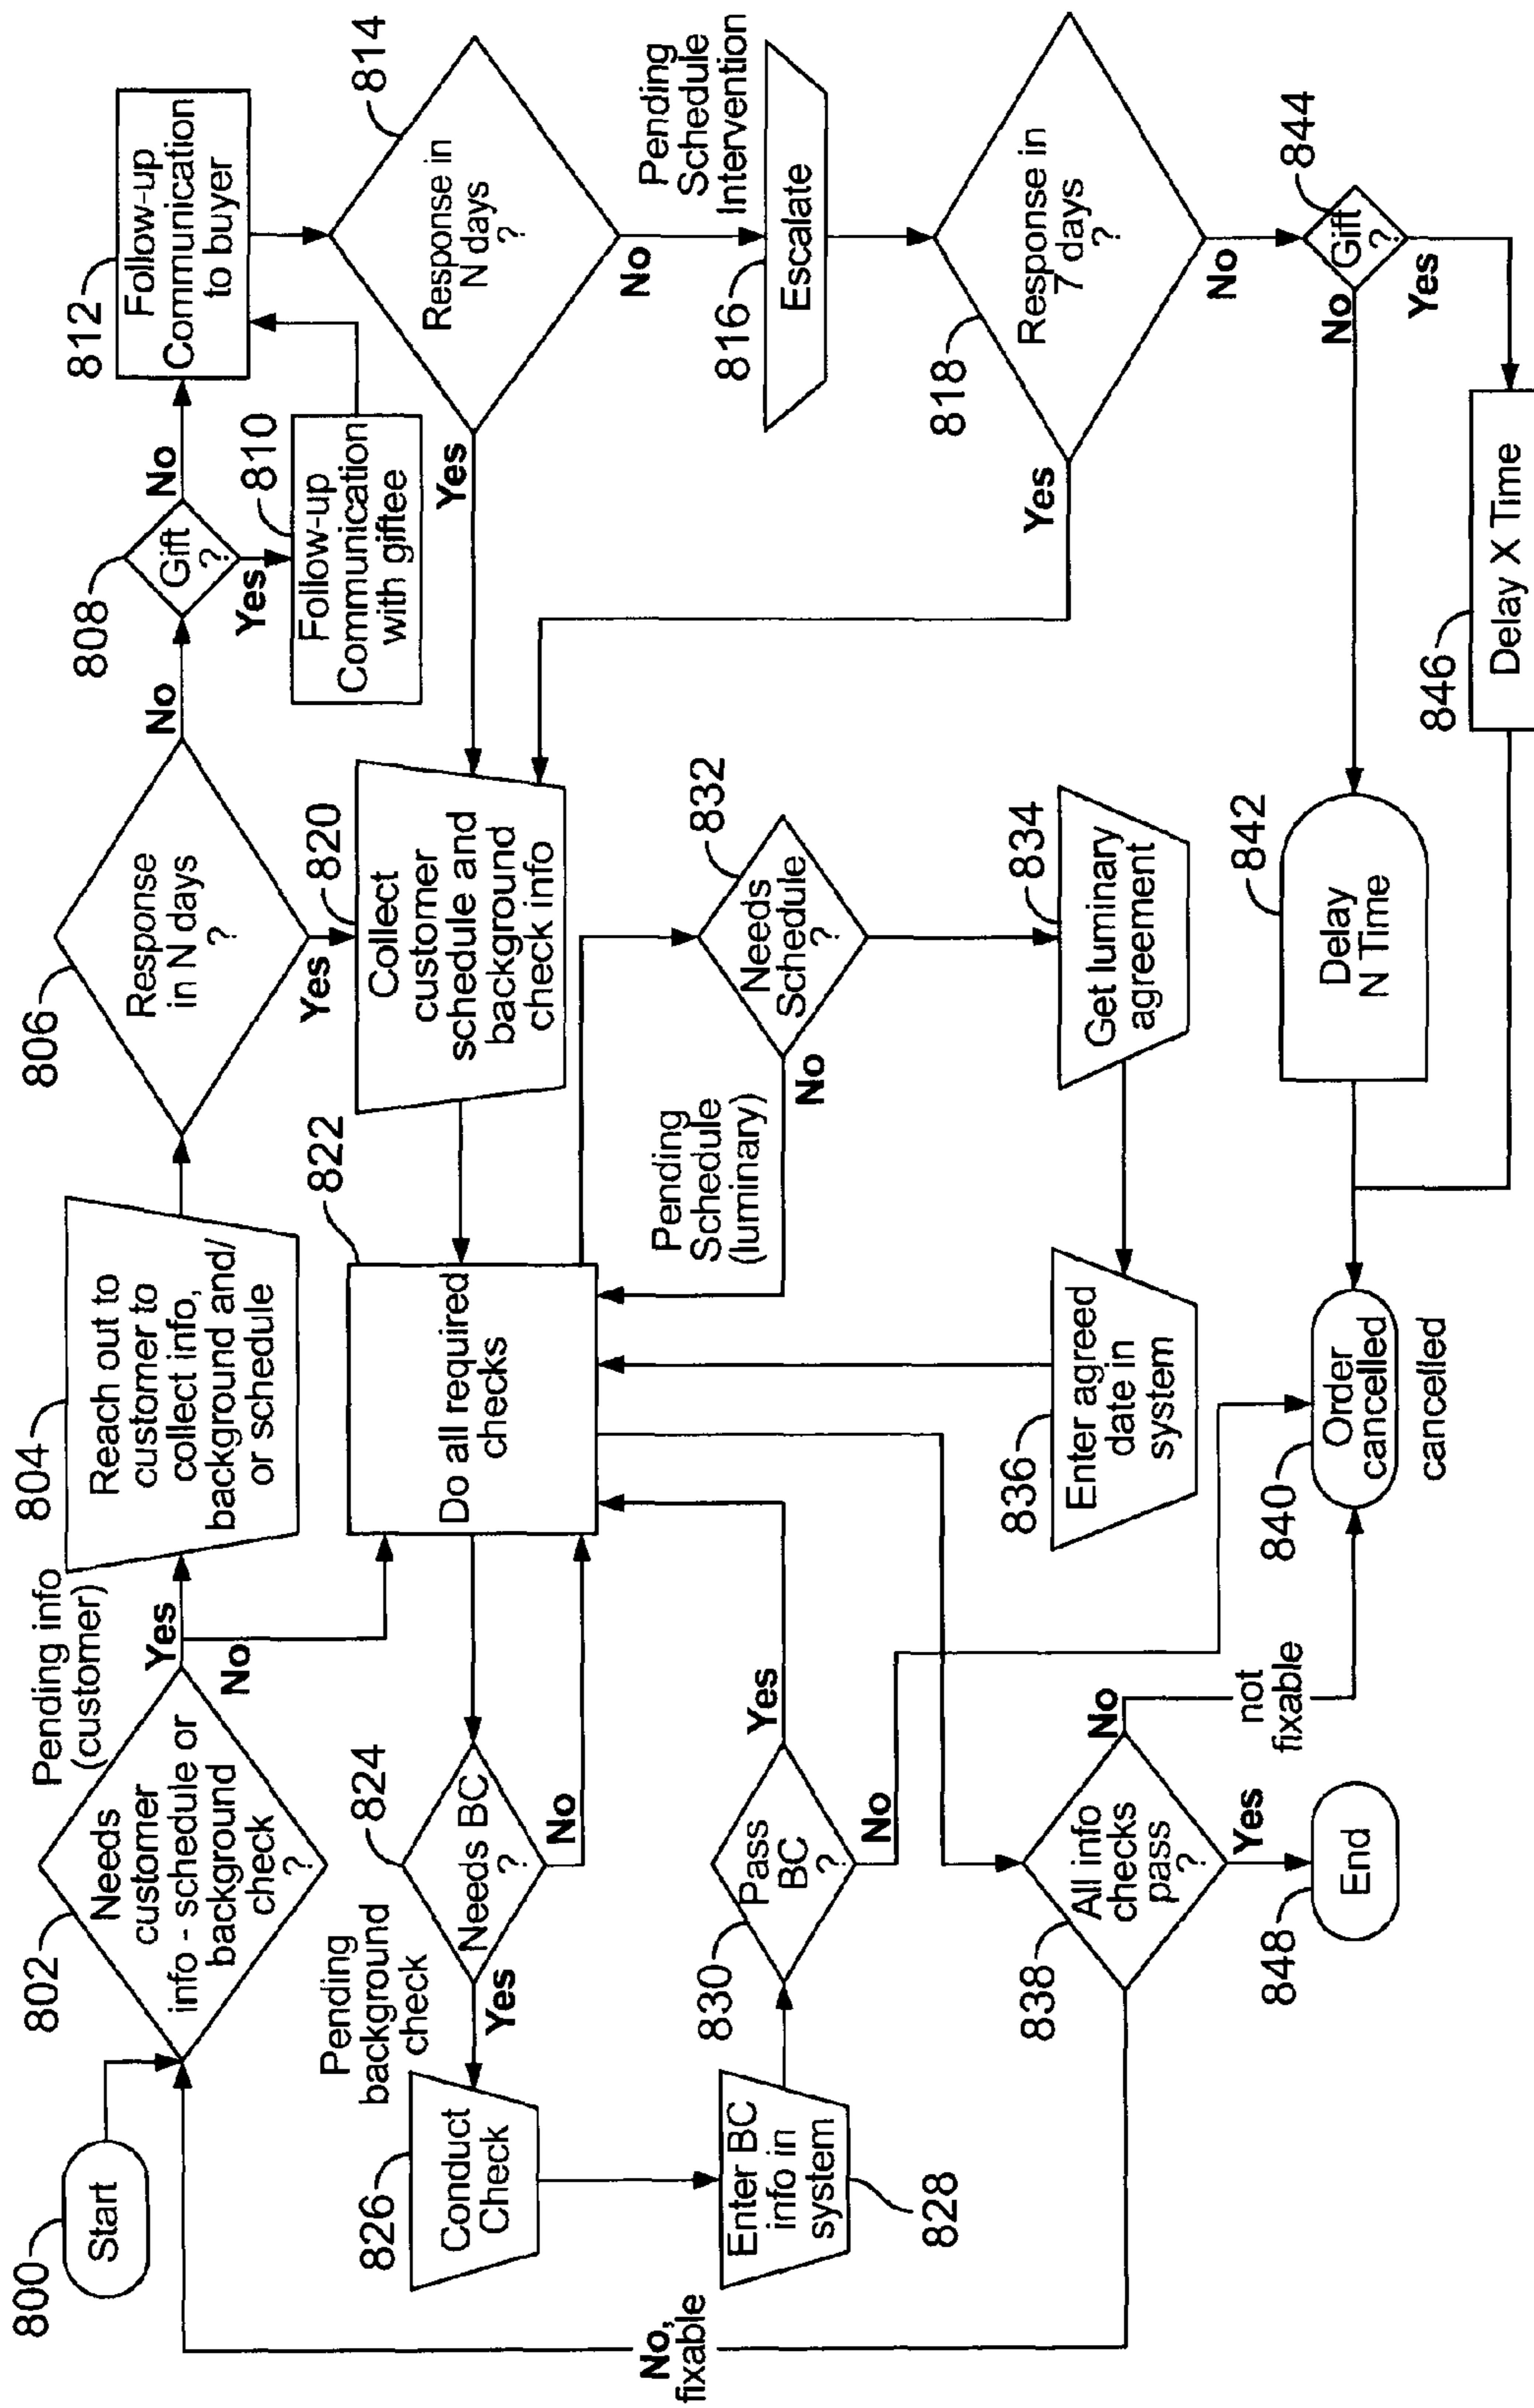 800
Start
802
Needs
customer
info - schedule or
background
check
?
Pending info
(customer)
Yes
No
804
Reach out to
customer to
collect info,
background and/
or schedule
806
Response
in N days
?
No
Yes
808
Gift
?
No
Yes
810
Follow-up
Communication
with giftee
812
Follow-up
Communication
to buyer
814
Response in
N days
?
Yes
No
Pending
Schedule
Intervention
816
Escalate
818
Response in
7 days
?
Yes
No
820
Collect
customer
schedule and
background
check info
822
Do all required
checks
824
Needs BC
?
No
Yes
Pending
background
check
826
Conduct
Check
828
Enter BC
info in
system
830
Pass
BC
?
Yes
No
832
Needs
Schedule
?
No
Pending
Schedule
(luminary)
834
Get luminary
agreement
836
Enter agreed
date in
system
838
All info
checks
pass
?
No
not
fixable
Yes
No,
fixable
840
Order
cancelled
cancelled
842
Delay
N Time
844
Gift
?
No
Yes
846
Delay X Time
848
End